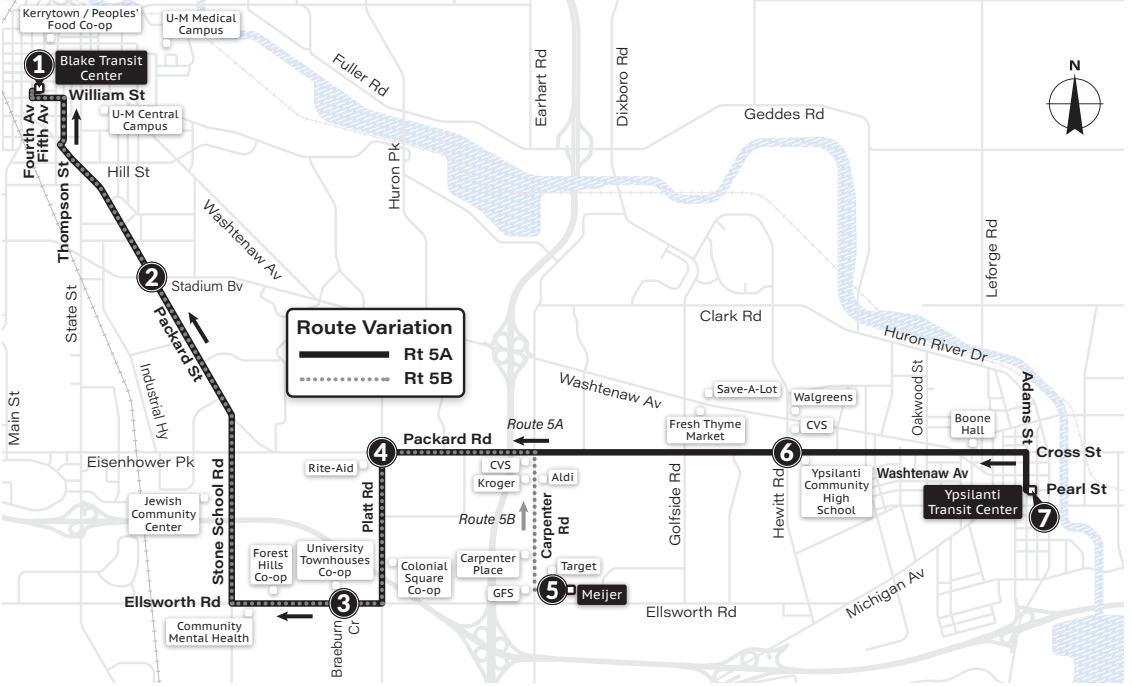 Kerrytown / Peoples'
Food Co-op
U-M Medical
Campus
1
Blake Transit
Center
William St
Fourth Av
Fifth Av
U-M Central
Campus
Thompson St
Hill St
Washtenaw Av
Fuller Rd
Huron Pk
Earhart Rd
Dixboro Rd
Geddes Rd
N
Leforge Rd
2
Stadium Bv
State St
Packard St
Industrial Hy
Main St
Route Variation
Rt 5A
Rt 5B
Clark Rd
Huron River Dr
Washtenaw Av
Save-A-Lot
Walgreens
Fresh Thyme
Market
CVS
Oakwood St
Boone
Hall
Adams St
Route 5A
4
Packard Rd
6
Cross St
Eisenhower Pk
Rite-Aid
CVS
Kroger
Aldi
Ypsilanti
Community
High
School
Washtenaw Av
Ypsilanti
Transit Center
Pearl St
7
Jewish
Community
Center
Stone School Rd
Platt Rd
Route 5B
Carpenter
Rd
Golfside Rd
Hewitt Rd
Forest
Hills
Co-op
University
Townhouses
Co-op
Colonial
Square
Co-op
Carpenter
Place
Target
GFS
5
Meijer
Ellsworth Rd
3
Ellsworth Rd
Michigan Av
Community
Mental Health
Braeburn
Cr